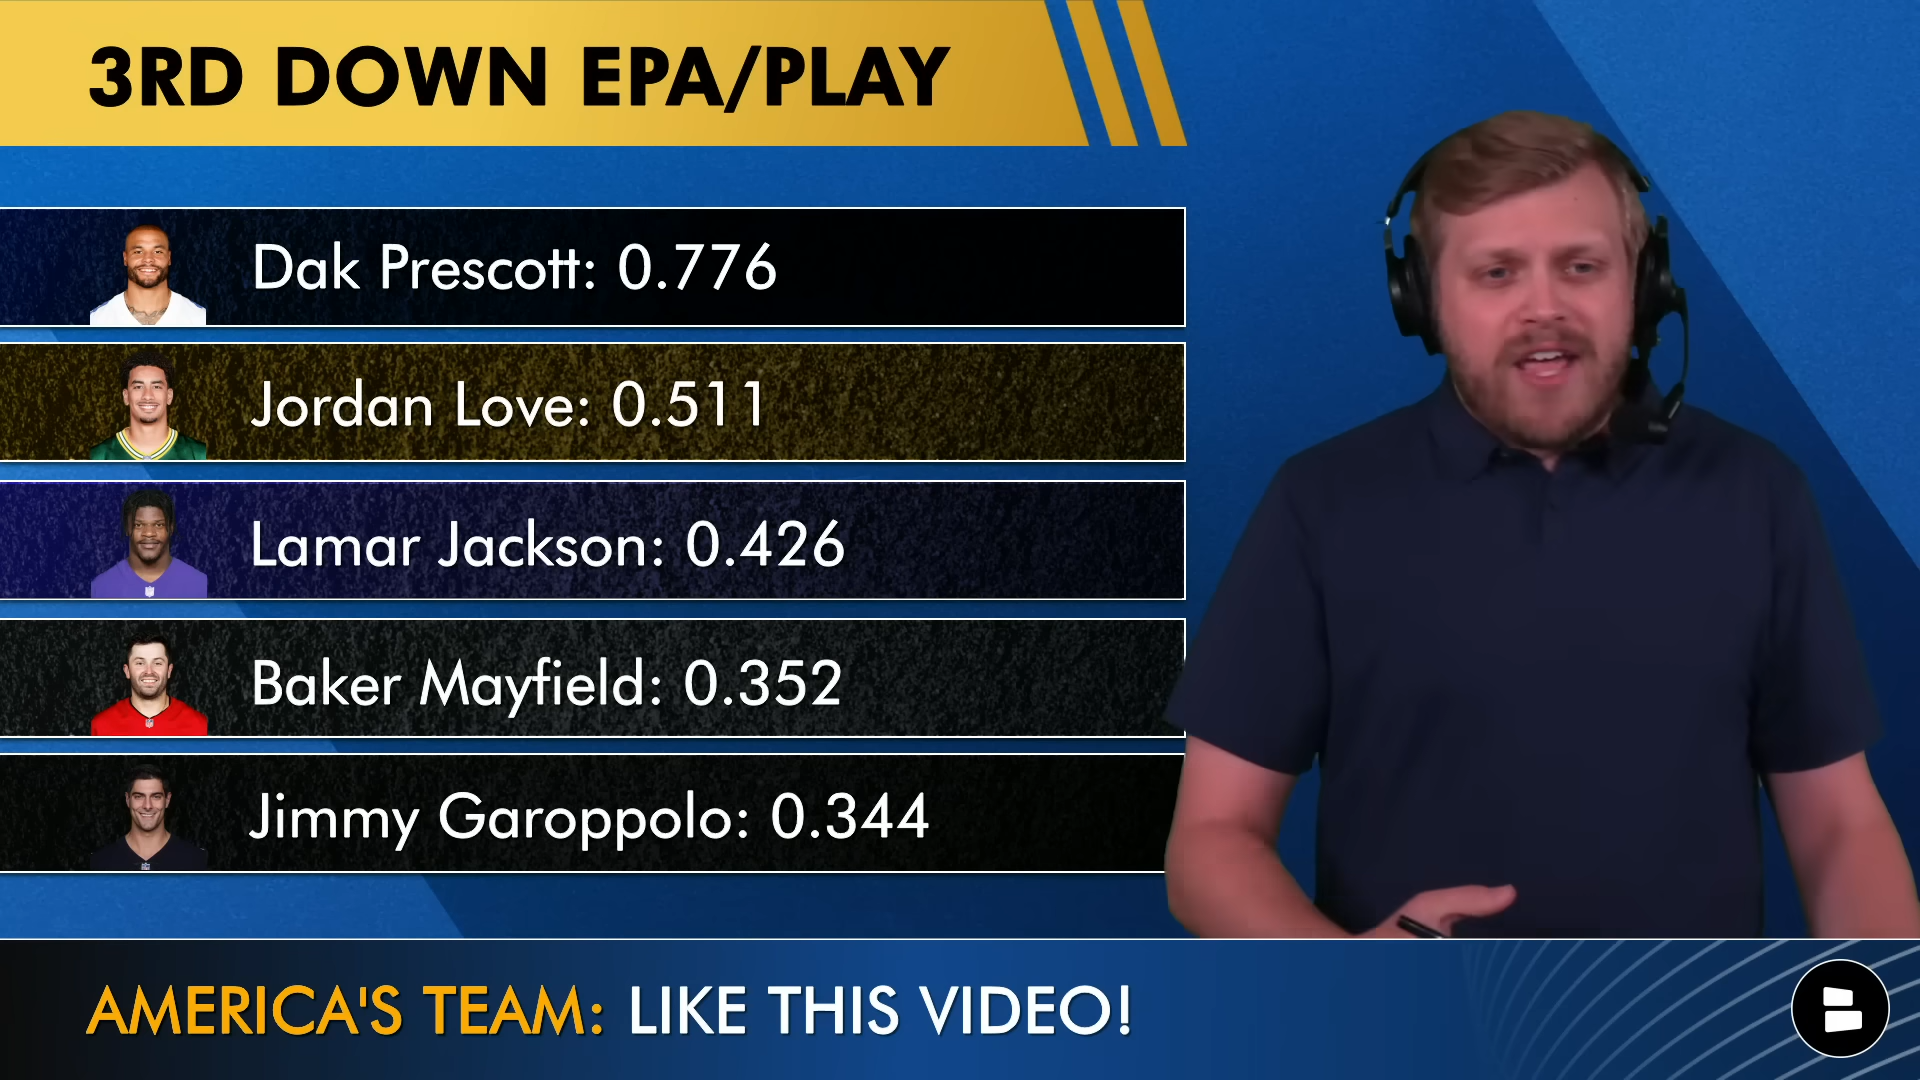 3RD DOWN EPA/PLAY
Dak Prescott: 0.776
Jordan Love: 0.511
Lamar Jackson: 0.426
Baker Mayfield: 0.352
Jimmy Garoppolo: 0.344
AMERICA'S TEAM: LIKE THIS VIDEO!